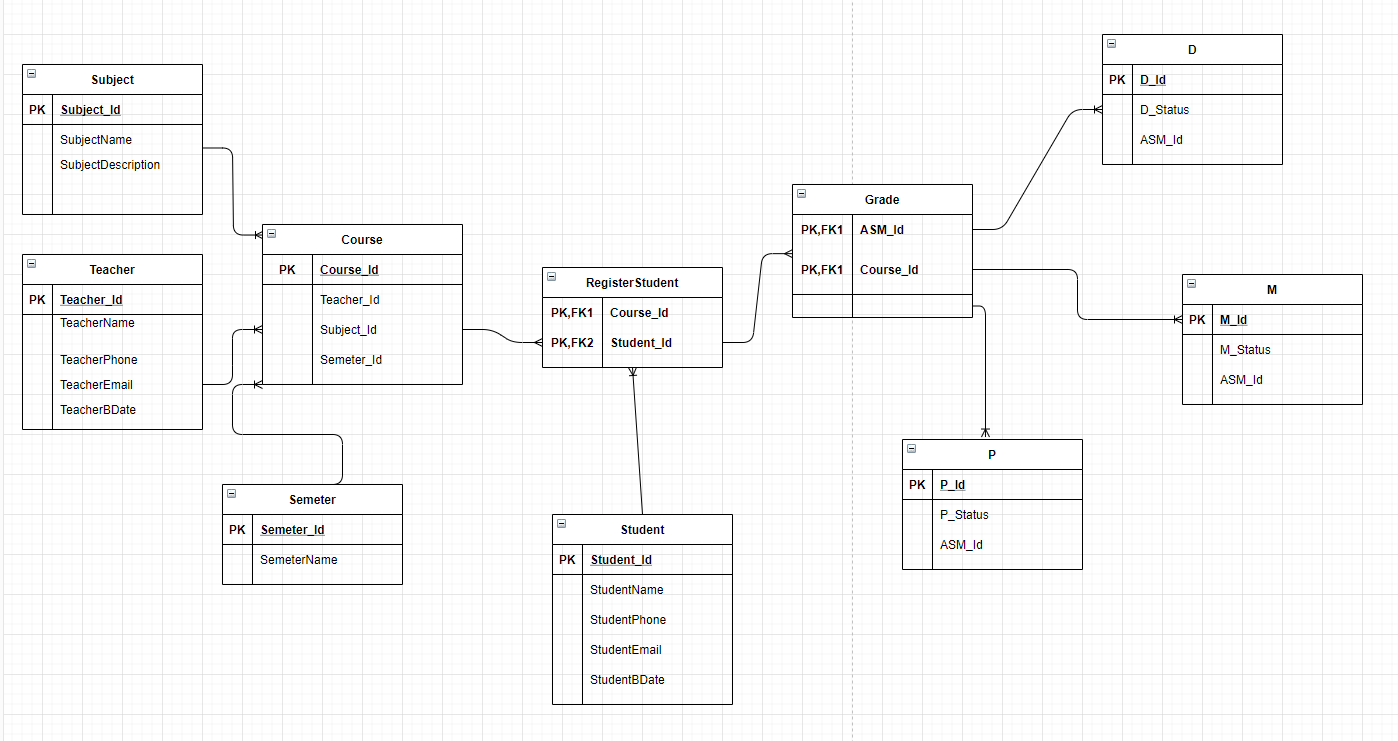 Subject
PK Subject_Id
SubjectName
SubjectDescription
Teacher
PK Teacher_Id
TeacherName
TeacherPhone
TeacherEmail
TeacherBDate
Course
PK Course_Id
Teacher_Id
Subject_Id
Semeter_Id
Semeter
PK Semeter_Id
SemeterName
RegisterStudent
PK,FK1 Course_Id
PK,FK2 Student_Id
Student
PK Student_Id
StudentName
StudentPhone
StudentEmail
StudentBDate
Grade
PK,FK1 ASM_Id
PK,FK1 Course_Id
D
PK D_Id
D_Status
ASM_Id
M
PK M_Id
M_Status
ASM_Id
P
PK P_Id
P_Status
ASM_Id